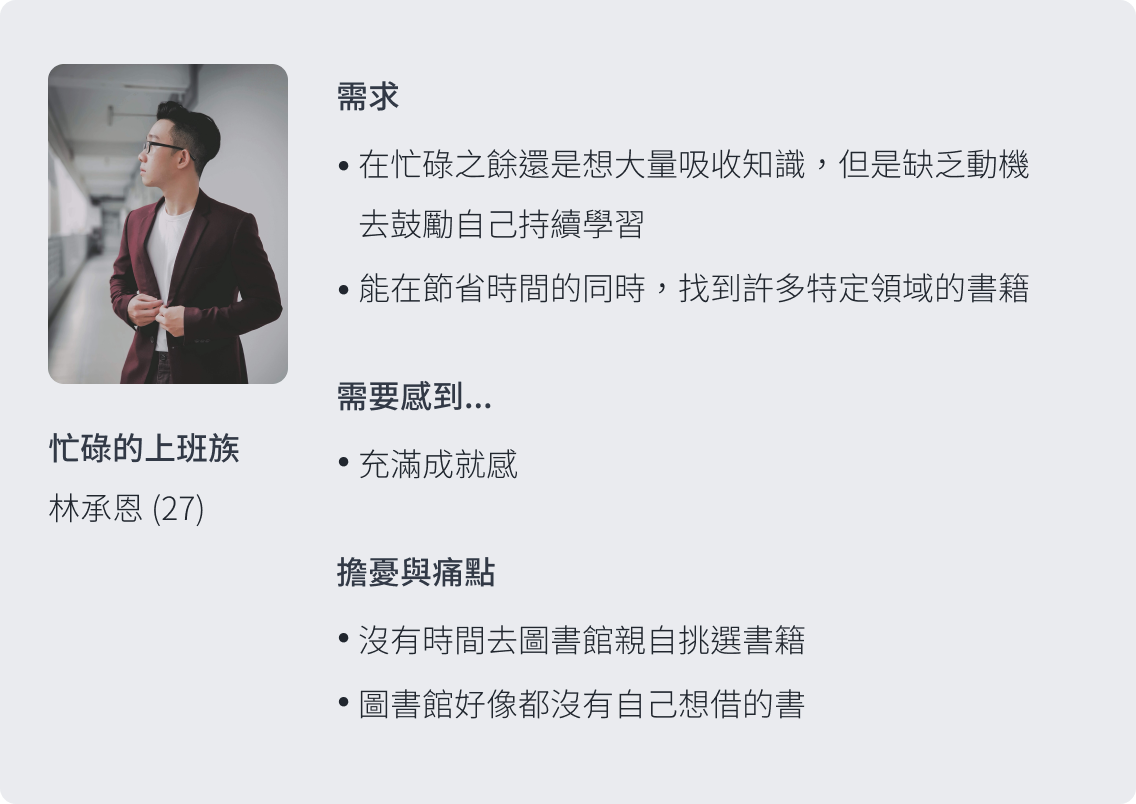 需求
• 在忙碌之餘還是想大量吸收知識，但是缺乏動機
去鼓勵自己持續學習
• 能在節省時間的同時，找到許多特定領域的書籍
需要感到...
• 充滿成就感
擔憂與痛點
• 沒有時間去圖書館親自挑選書籍
• 圖書館好像都沒有自己想借的書
忙碌的上班族
林承恩 (27)